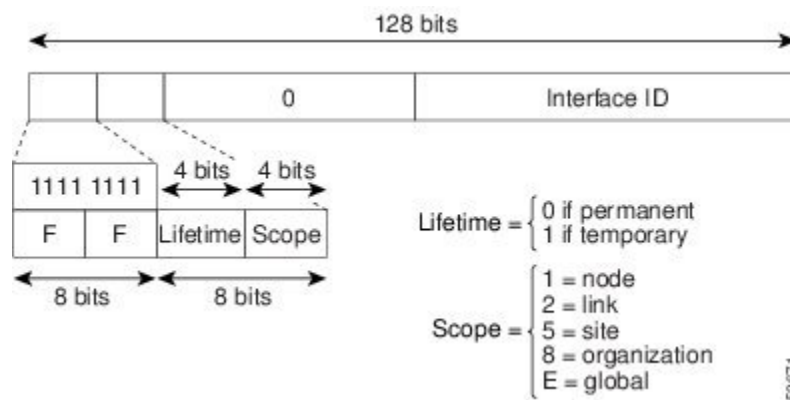 128 bits
0 Interface ID
4 bits 4 bits
1111 1111
F F Lifetime Scope
8 bits 8 bits
Lifetime = 0 if permanent
1 if temporary
Scope = 1 = node
2 = link
5 = site
8 = organization
E = global